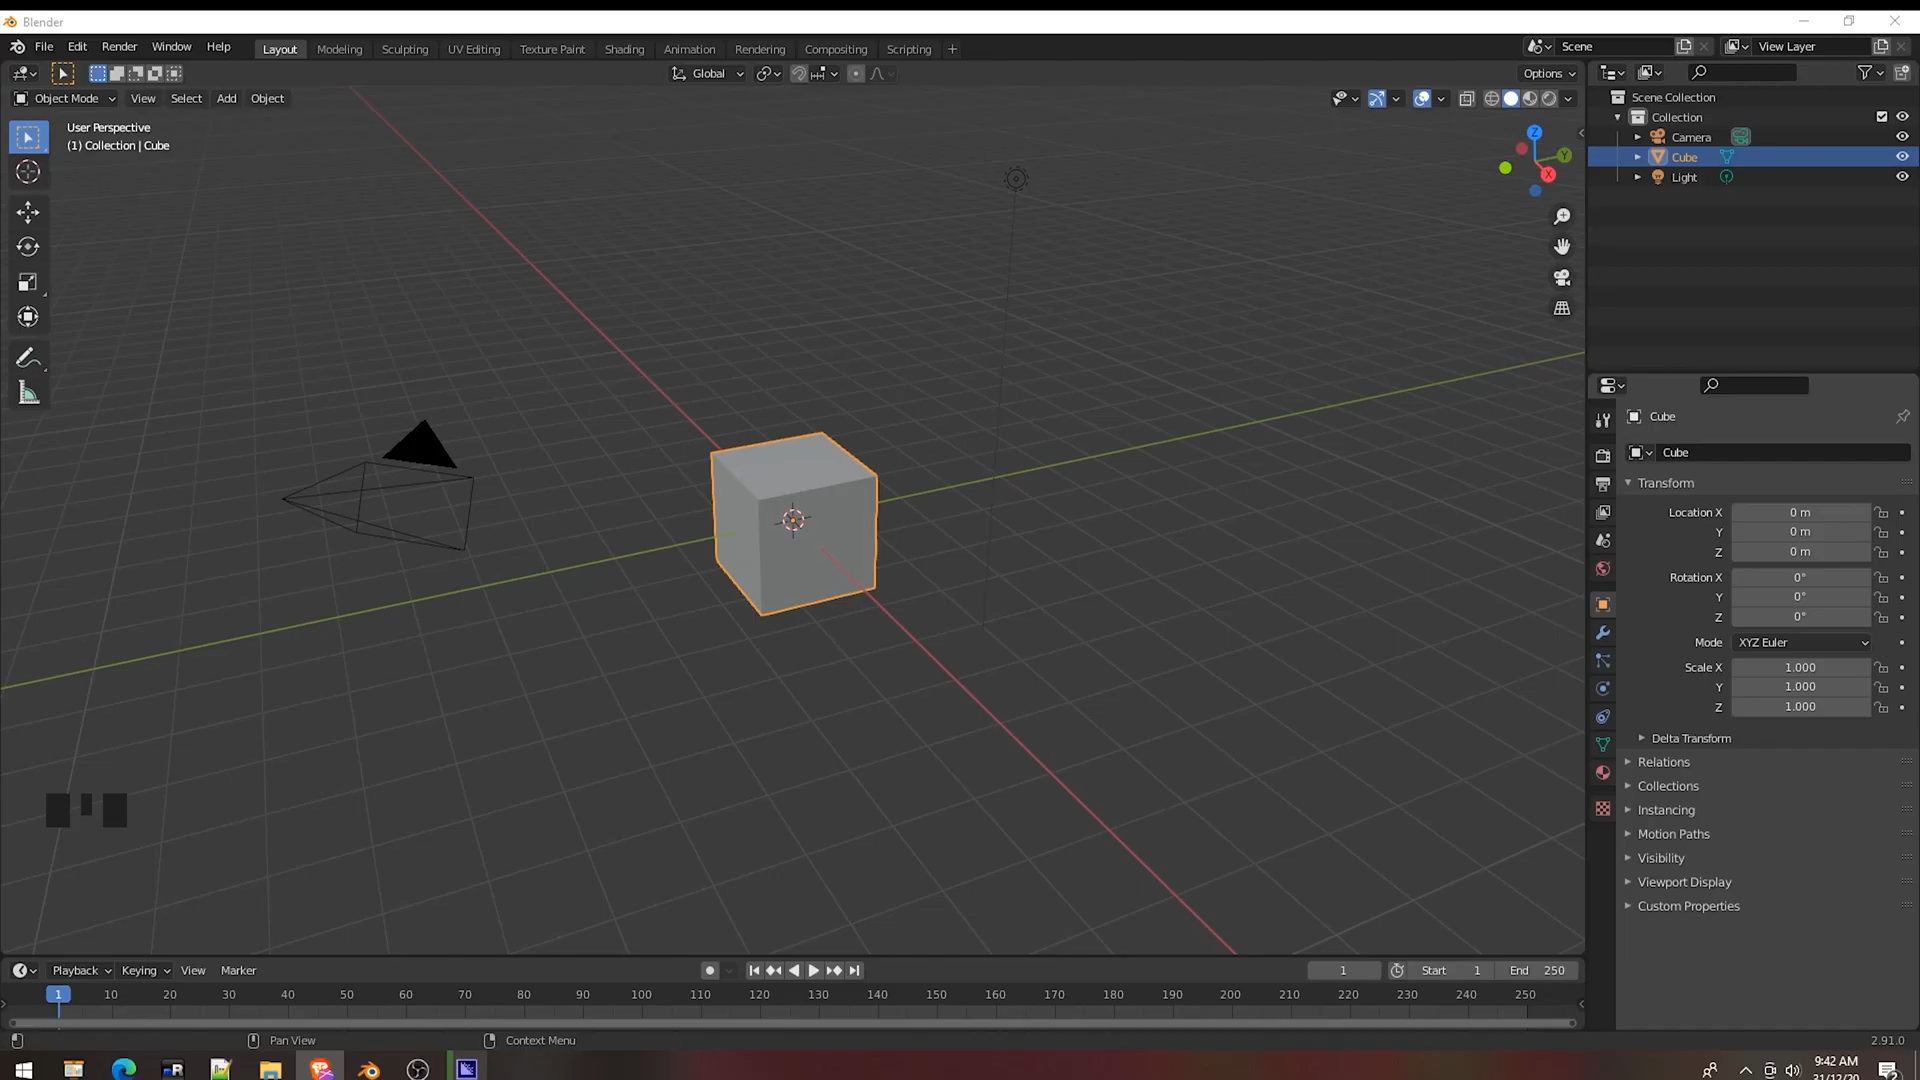 Blender
File Edit Render Window Help Layout Modeling Sculpting UV Editing Texture Paint Shading Animation Rendering Compositing Scripting + Scene View Layer
Global Options
Object Mode View Select Add Object
User Perspective
(1) Collection | Cube
Z
Y
X
Scene Collection
Collection
Camera
Cube
Light
Cube
Cube
Transform
Location X 0 m
Y 0 m
Z 0 m
Rotation X 0°
Y 0°
Z 0°
Mode XYZ Euler
Scale X 1.000
Y 1.000
Z 1.000
Delta Transform
Relations
Collections
Instancing
Motion Paths
Visibility
Viewport Display
Custom Properties
Playback Keying View Marker 1 Start 1 End 250
1 10 20 30 40 50 60 70 80 90 100 110 120 130 140 150 160 170 180 190 200 210 220 230 240 250
Pan View Context Menu 2.91.0
9:42 AM
31/12/20